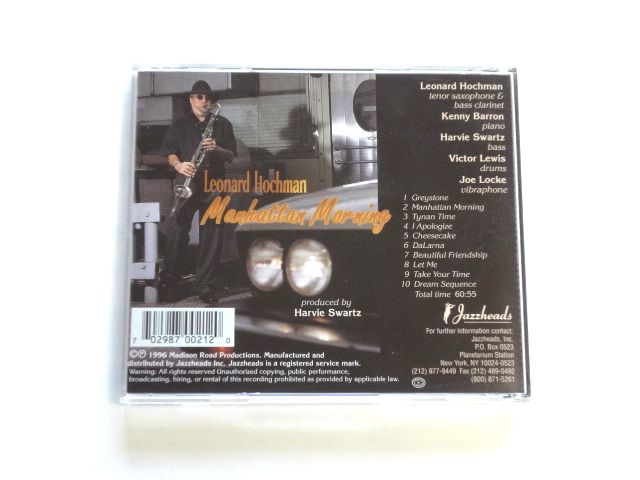 Leonard Hochman
Manhattan Morning
produced by
Harvie Swartz
Leonard Hochman
tenor saxophone &
bass clarinet
Kenny Barron
piano
Harvie Swartz
bass
Victor Lewis
drums
Joe Locke
vibraphone
1 Greystone
2 Manhattan Morning
3 Tynan Time
4 I Apologize
5 Cheesecake
6 DaLarna
7 Beautiful Friendship
8 Let Me
9 Take Your Time
10 Dream Sequence
Total time 60:55
Jazzheads
For further information contact:
Jazzheads, Inc.
P.O. Box 0523
Planetarium Station
New York, NY 10024-0523
(212) 977-9449 Fax (212) 489-0492
(800) 871-5261
7 02987 00212 0
©℗ 1996 Madison Road Productions. Manufactured and
distributed by Jazzheads Inc. Jazzheads is a registered service mark.
Warning: All rights reserved Unauthorized copying, public performance,
broadcasting, hiring, or rental of this recording prohibited as provided by applicable law.